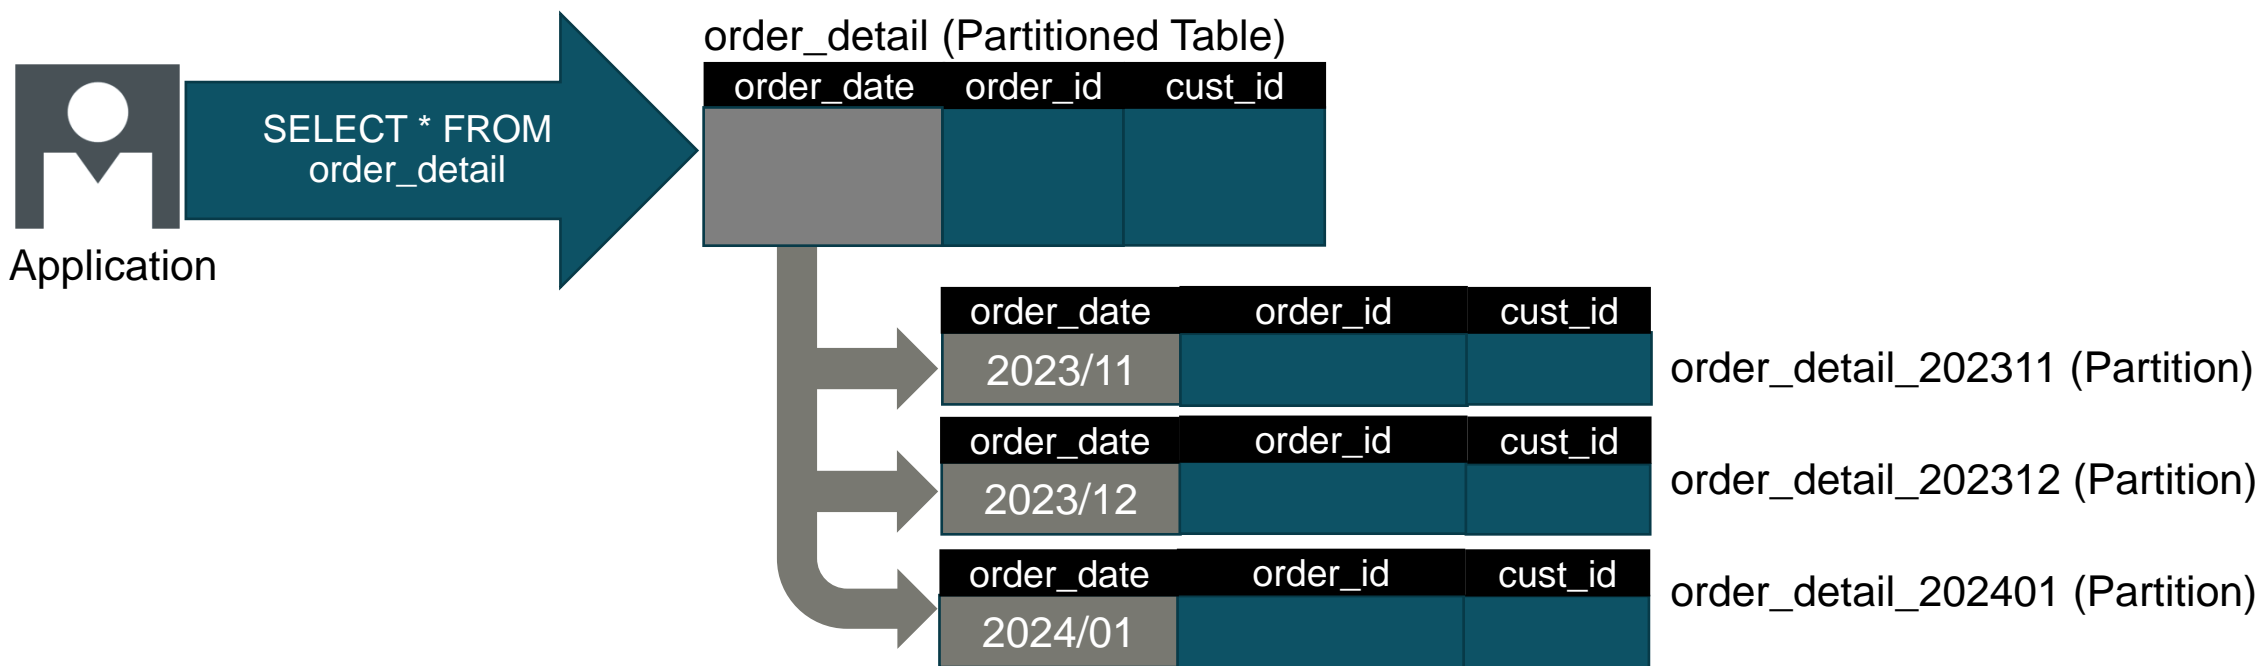 order_detail (Partitioned Table)
order_date order_id cust_id
SELECT * FROM
order_detail
Application
order_date order_id cust_id
2023/11
order_detail_202311 (Partition)
order_date order_id cust_id
2023/12
order_detail_202312 (Partition)
order_date order_id cust_id
2024/01
order_detail_202401 (Partition)